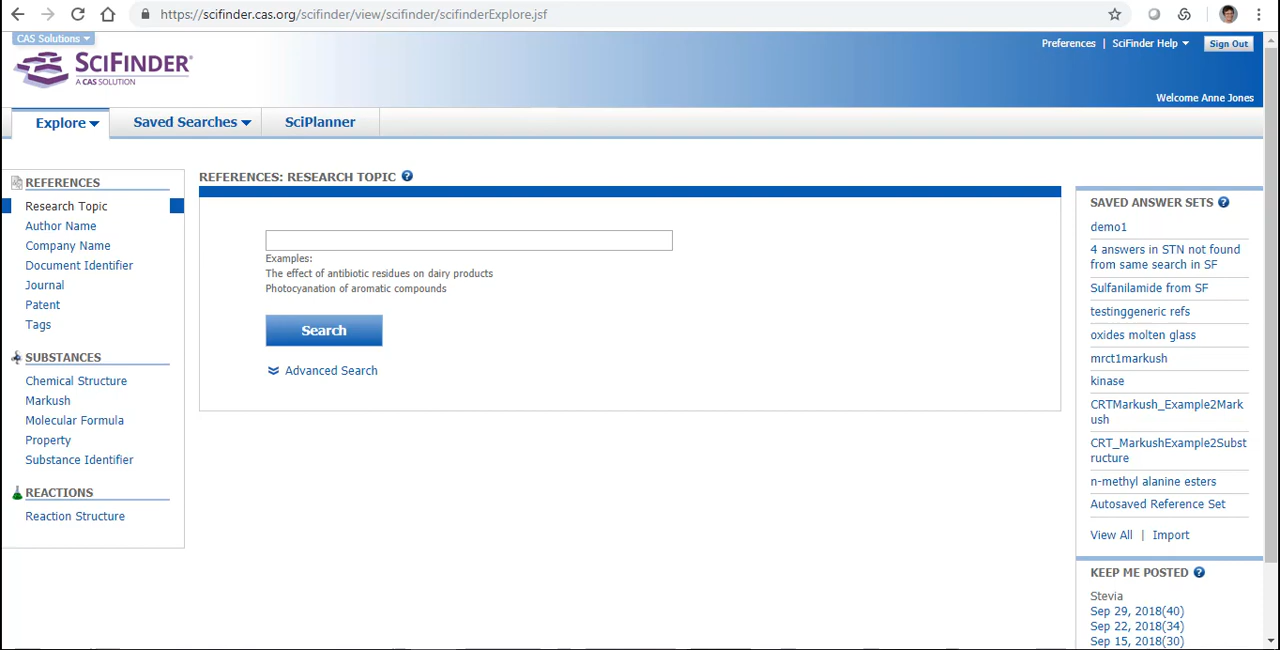 https://scifinder.cas.org/scifinder/view/scifinder/scifinderExplore.jsf
CAS Solutions
SCIFINDER®
A CAS SOLUTION
Preferences | SciFinder Help
Sign Out
Welcome Anne Jones
Explore
Saved Searches
SciPlanner
REFERENCES
Research Topic
Author Name
Company Name
Document Identifier
Journal
Patent
Tags
SUBSTANCES
Chemical Structure
Markush
Molecular Formula
Property
Substance Identifier
REACTIONS
Reaction Structure
REFERENCES: RESEARCH TOPIC ?
Examples:
The effect of antibiotic residues on dairy products
Photocyanation of aromatic compounds
Search
Advanced Search
SAVED ANSWER SETS ?
demo1
4 answers in STN not found
from same search in SF
Sulfanilamide from SF
testinggeneric refs
oxides molten glass
mrct1markush
kinase
CRTMarkush_Example2Mark
ush
CRT_MarkushExample2Subst
ructure
n-methyl alanine esters
Autosaved Reference Set
View All | Import
KEEP ME POSTED ?
Stevia
Sep 29, 2018(40)
Sep 22, 2018(34)
Sep 15, 2018(30)